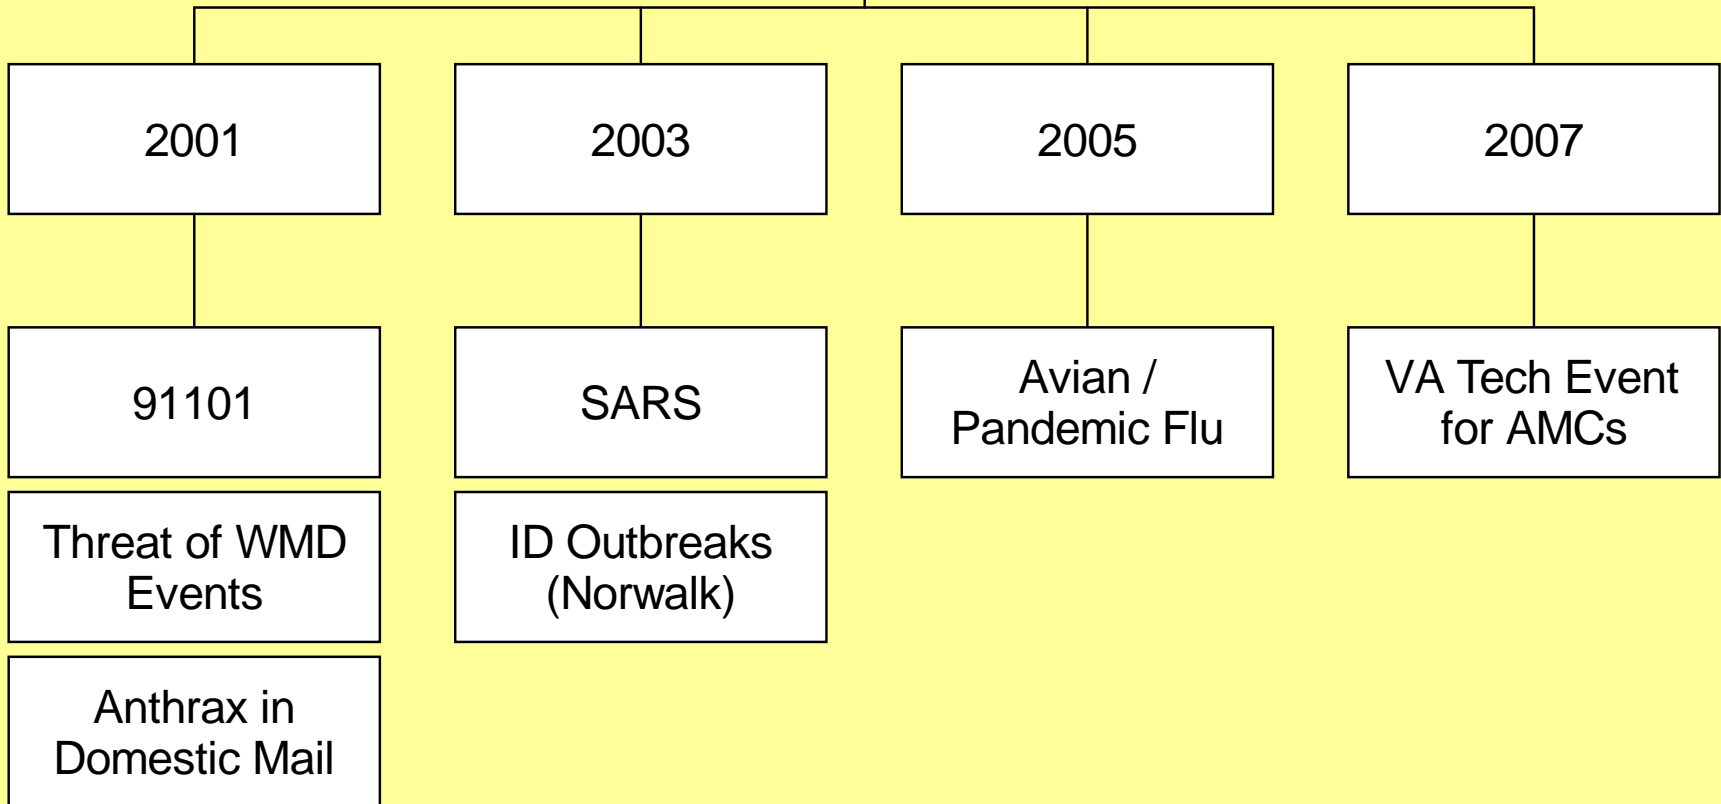 2001
2003
2005
2007
91101
SARS
Avian /
Pandemic Flu
VA Tech Event
for AMCs
Threat of WMD
Events
ID Outbreaks
(Norwalk)
Anthrax in
Domestic Mail